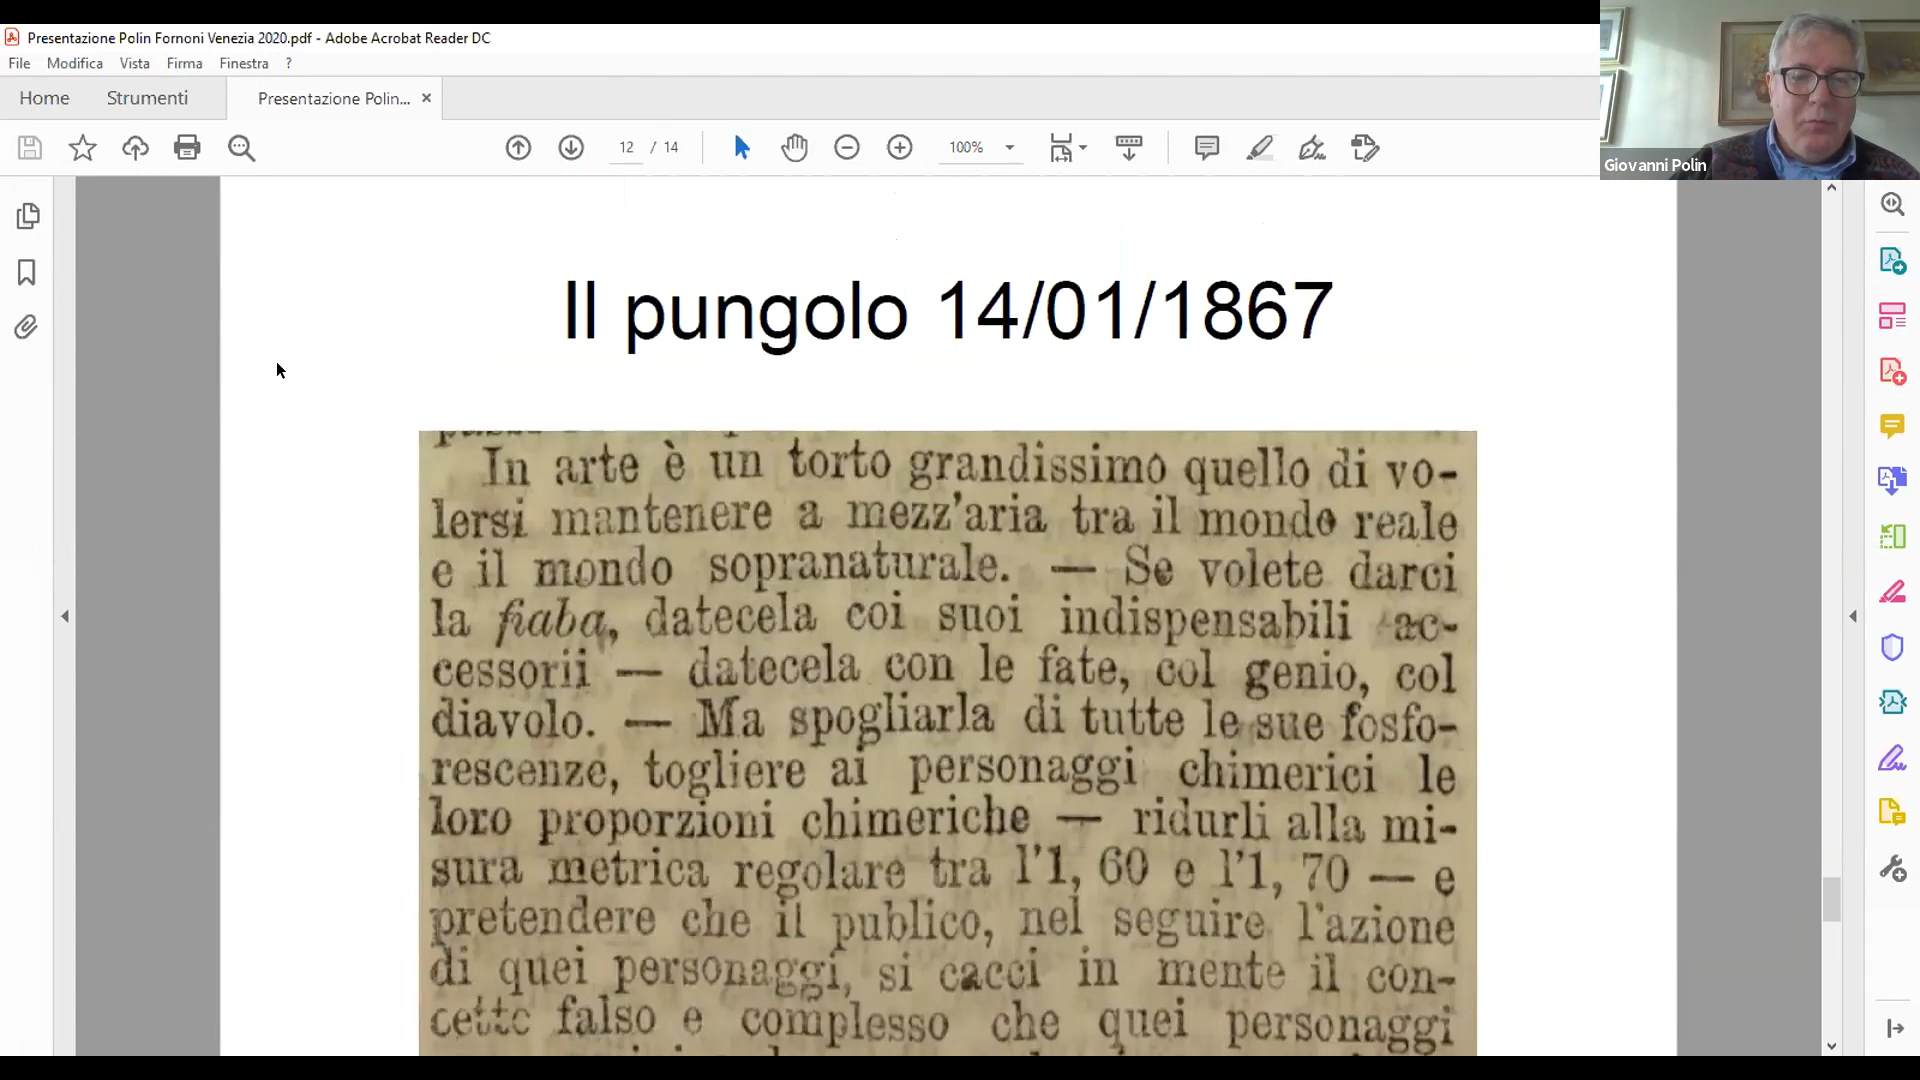 Presentazione Polin Fornoni Venezia 2020.pdf - Adobe Acrobat Reader DC
File Modifica Vista Firma Finestra ?
Home Strumenti Presentazione Polin... ×
12 / 14 100%
Giovanni Polin
Il pungolo 14/01/1867
In arte è un torto grandissimo quello di vo-
lersi mantenere a mezz'aria tra il mondo reale
e il mondo sopranaturale. — Se volete darci
la fiaba, datecela coi suoi indispensabili ac-
cessorii — datecela con le fate, col genio, col
diavolo. — Ma spogliarla di tutte le sue fosfo-
rescenze, togliere ai personaggi chimerici le
loro proporzioni chimeriche — ridurli alla mi-
sura metrica regolare tra l'1, 60 e l'1, 70 — e
pretendere che il publico, nel seguire l'azione
di quei personaggi, si cacci in mente il con-
cetto falso e complesso che quei personaggi